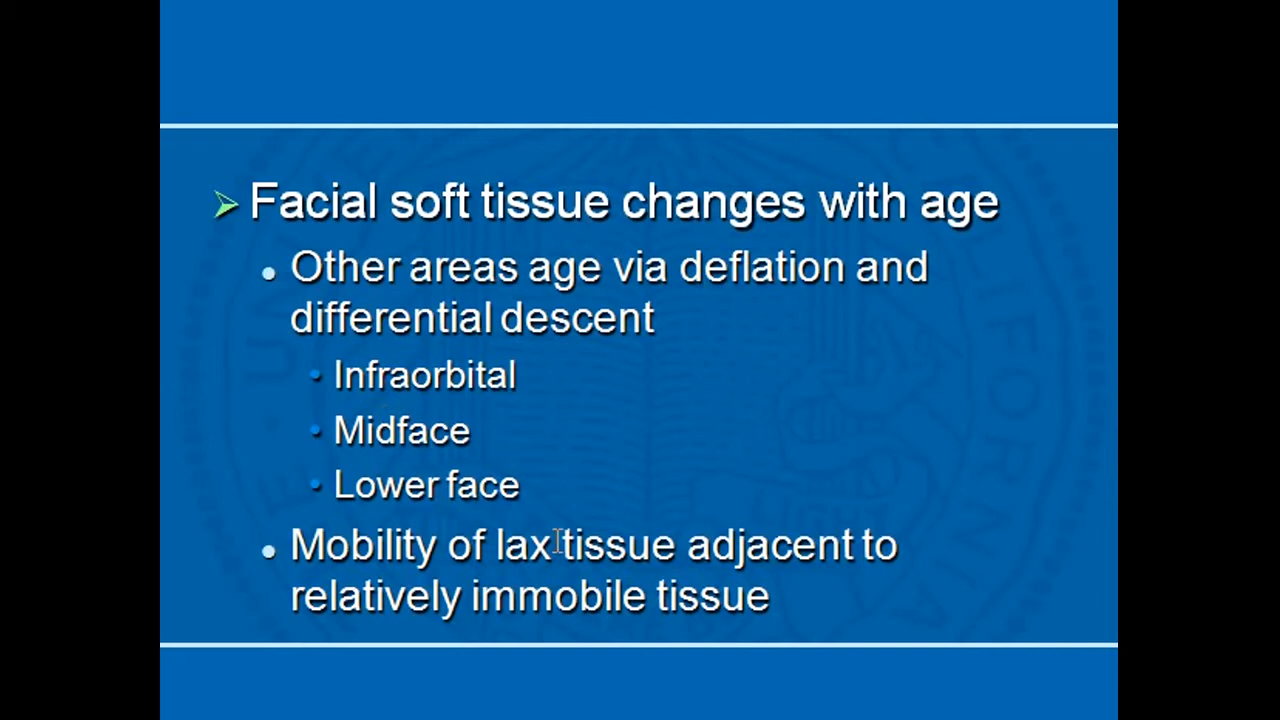 Facial soft tissue changes with age
Other areas age via deflation and
differential descent
Infraorbital
Midface
Lower face
Mobility of lax tissue adjacent to
relatively immobile tissue